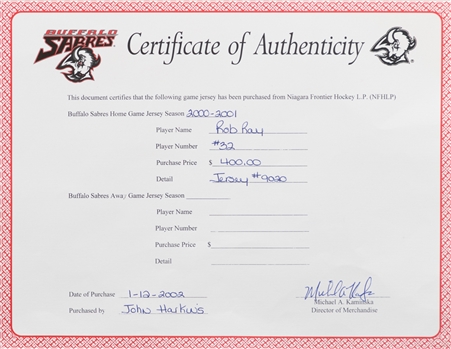 BUFFALO
SABRES
Certificate of Authenticity
This document certifies that the following game jersey has been purchased from Niagara Frontier Hockey L.P. (NFHLP)
Buffalo Sabres Home Game Jersey Season 2000-2001
Player Name Rob Ray
Player Number #32
Purchase Price $ 400.00
Detail Jersey #9020
Buffalo Sabres Away Game Jersey Season
Player Name
Player Number
Purchase Price $
Detail
Date of Purchase 1-12-2002
Michael A. Kaminska
Purchased by John Harkins
Director of Merchandise